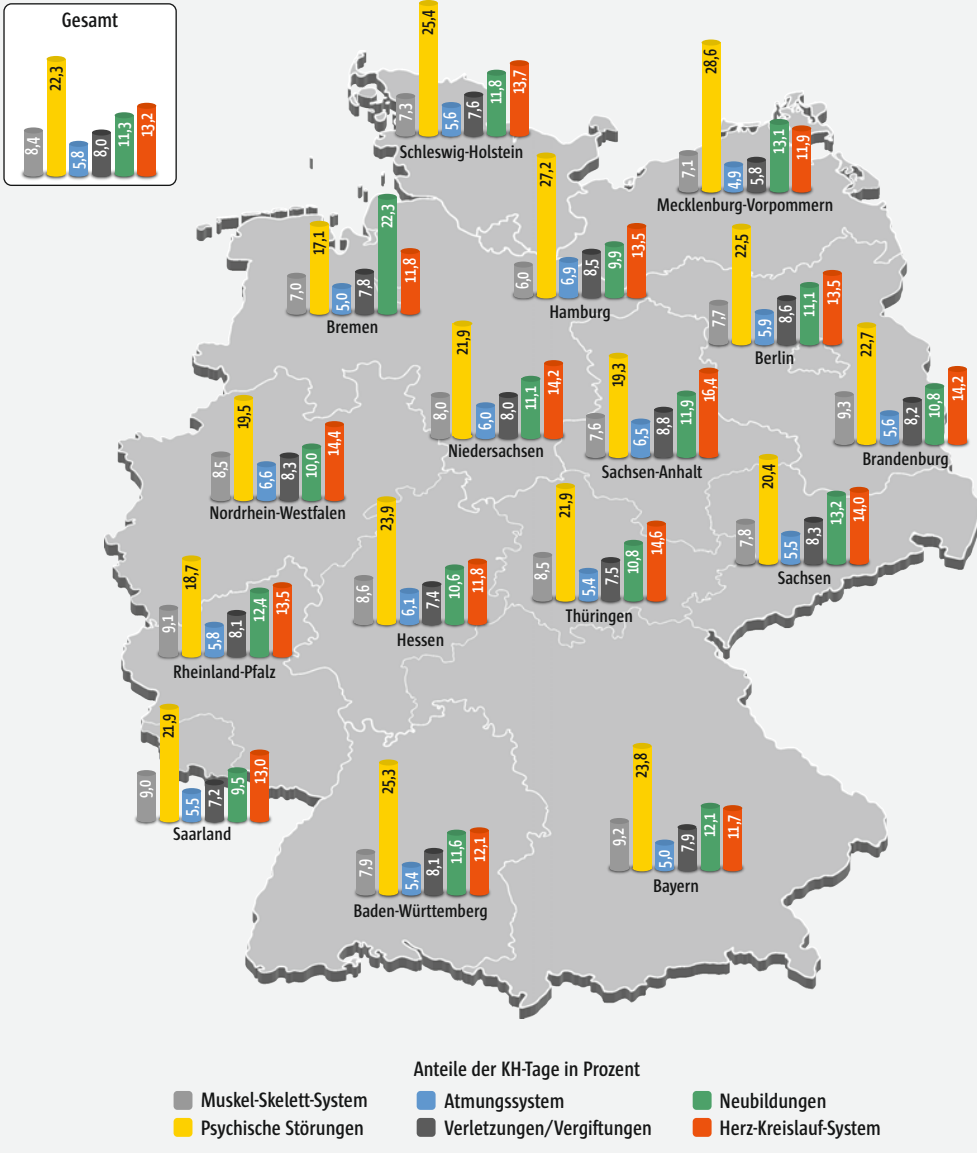 Gesamt
8,4 22,3 5,8 8,0 11,3 13,2
7,3 25,4 5,6 7,6 11,8 13,7
Schleswig-Holstein
7,1 28,6 4,9 5,8 13,1 11,9
Mecklenburg-Vorpommern
7,0 17,1 5,0 7,8 22,3 11,8
Bremen
6,0 27,2 6,9 8,5 9,9 13,5
Hamburg
7,7 22,5 5,9 8,6 11,1 13,5
Berlin
8,0 21,9 6,0 8,0 11,1 14,2
Niedersachsen
7,6 19,3 6,5 8,8 11,9 16,4
Sachsen-Anhalt
9,3 22,7 5,6 8,2 10,8 14,2
Brandenburg
8,5 19,5 6,6 8,3 10,0 14,4
Nordrhein-Westfalen
8,6 23,9 6,1 7,4 10,6 11,8
Hessen
8,5 21,9 5,4 7,5 10,8 14,6
Thüringen
7,8 20,4 5,5 8,3 13,2 14,0
Sachsen
9,1 18,7 5,8 8,1 12,4 13,5
Rheinland-Pfalz
9,0 21,9 5,5 7,2 9,5 13,0
Saarland
7,9 25,3 5,4 8,1 11,6 12,1
Baden-Württemberg
9,2 23,8 5,0 7,9 12,1 11,7
Bayern
Anteile der KH-Tage in Prozent
Muskel-Skelett-System Atmungssystem Neubildungen
Psychische Störungen Verletzungen/Vergiftungen Herz-Kreislauf-System